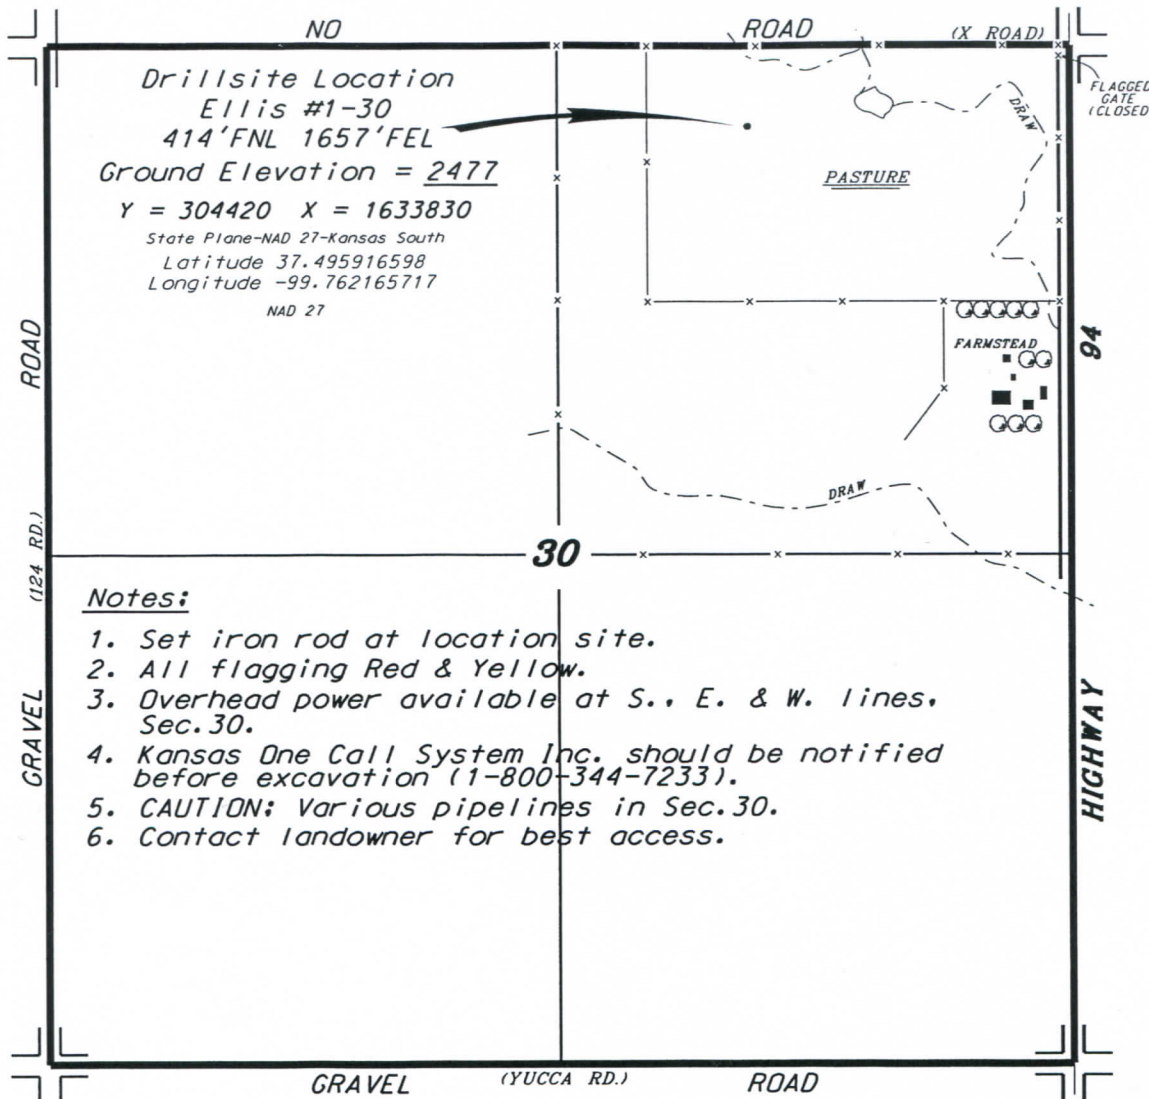 NO ROAD (X ROAD)
Drillsite Location
Ellis #1-30
414'FNL 1657'FEL
Ground Elevation = 2477
Y = 304420 X = 1633830
State Plane-NAD 27-Kansas South
Latitude 37.495916598
Longitude -99.762165717
NAD 27
FLAGGED
GATE
(CLOSED
DRAW
PASTURE
FARMSTEAD
DRAW
30
GRAVEL (124 RD.) ROAD
HIGHWAY 94
Notes:
1. Set iron rod at location site.
2. All flagging Red & Yellow.
3. Overhead power available at S., E. & W. lines,
Sec.30.
4. Kansas One Call System Inc. should be notified
before excavation (1-800-344-7233).
5. CAUTION: Various pipelines in Sec.30.
6. Contact landowner for best access.
GRAVEL (YUCCA RD.) ROAD